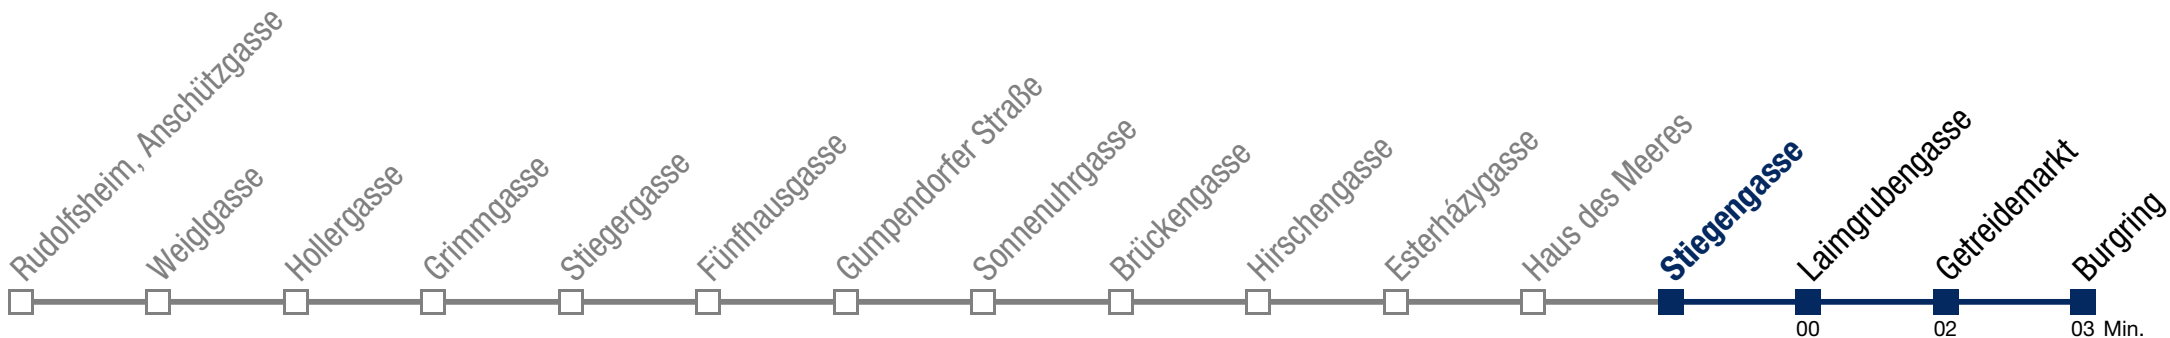 Rudolfsheim, Anschützgasse
Weiglgasse
Hollergasse
Grimmgasse
Stiegergasse
Fünfhausgasse
Gumpendorfer Straße
Sonnenuhrgasse
Brückengasse
Hirschengasse
Esterházygasse
Haus des Meeres
Stiegengasse
Laimgrubengasse
Getreidemarkt
Burgring
00 02 03 Min.